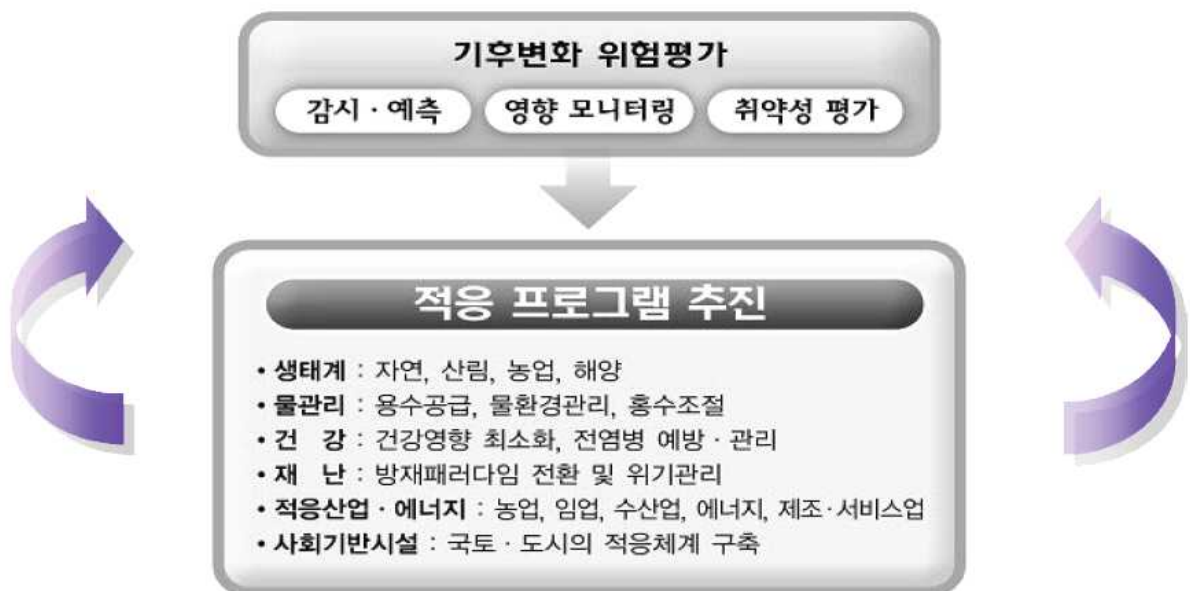 기후변화 위험평가
감시 · 예측 영향 모니터링 취약성 평가
적응 프로그램 추진
• 생태계 : 자연, 산림, 농업, 해양
• 물관리 : 용수공급, 물환경관리, 홍수조절
• 건 강 : 건강영향 최소화, 전염병 예방 · 관리
• 재 난 : 방재패러다임 전환 및 위기관리
• 적응산업 · 에너지 : 농업, 임업, 수산업, 에너지, 제조·서비스업
• 사회기반시설 : 국토 · 도시의 적응체계 구축